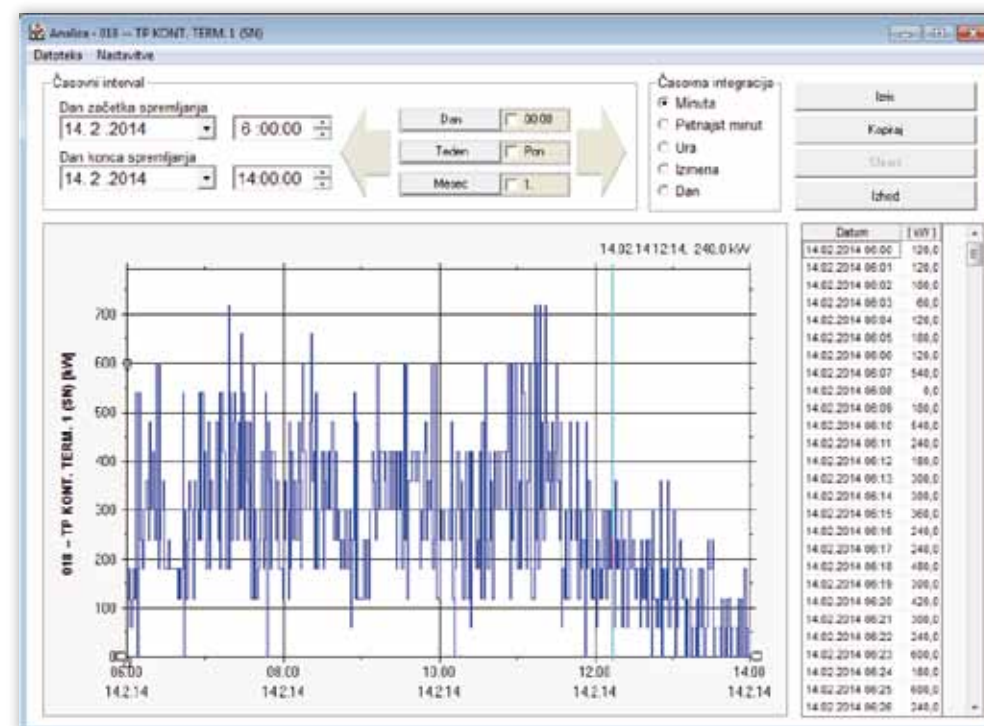 Analiza - 018 -- TP KONT. TERM. 1 (SN)
Datoteka Nastavitve
Časovni interval
Dan začetka spremljanja
14. 2. 2014 6:00:00
Dan konca spremljanja
14. 2. 2014 14:00:00
Dan 00:00
Teden Pon
Mesec 1.
Časovna integracija
Minuta
Petnajst minut
Ura
Izmena
Dan
Izris
Kopiraj
Izhod
14.02.14 12:14, 240,0 kW
018 -- TP KONT. TERM. 1 (SN) [kW]
700
600
500
400
300
200
100
0
06:00 08:00 10:00 12:00 14:00
14.2.14 14.2.14 14.2.14 14.2.14 14.2.14
Datum [kW]
14.02.2014 06:00 120,0
14.02.2014 06:01 120,0
14.02.2014 06:02 180,0
14.02.2014 06:03 60,0
14.02.2014 06:04 120,0
14.02.2014 06:05 180,0
14.02.2014 06:06 120,0
14.02.2014 06:07 540,0
14.02.2014 06:08 0,0
14.02.2014 06:09 180,0
14.02.2014 06:10 540,0
14.02.2014 06:11 240,0
14.02.2014 06:12 180,0
14.02.2014 06:13 300,0
14.02.2014 06:14 300,0
14.02.2014 06:15 360,0
14.02.2014 06:16 240,0
14.02.2014 06:17 240,0
14.02.2014 06:18 480,0
14.02.2014 06:19 300,0
14.02.2014 06:20 420,0
14.02.2014 06:21 300,0
14.02.2014 06:22 240,0
14.02.2014 06:23 600,0
14.02.2014 06:24 180,0
14.02.2014 06:25 600,0
14.02.2014 06:26 240,0